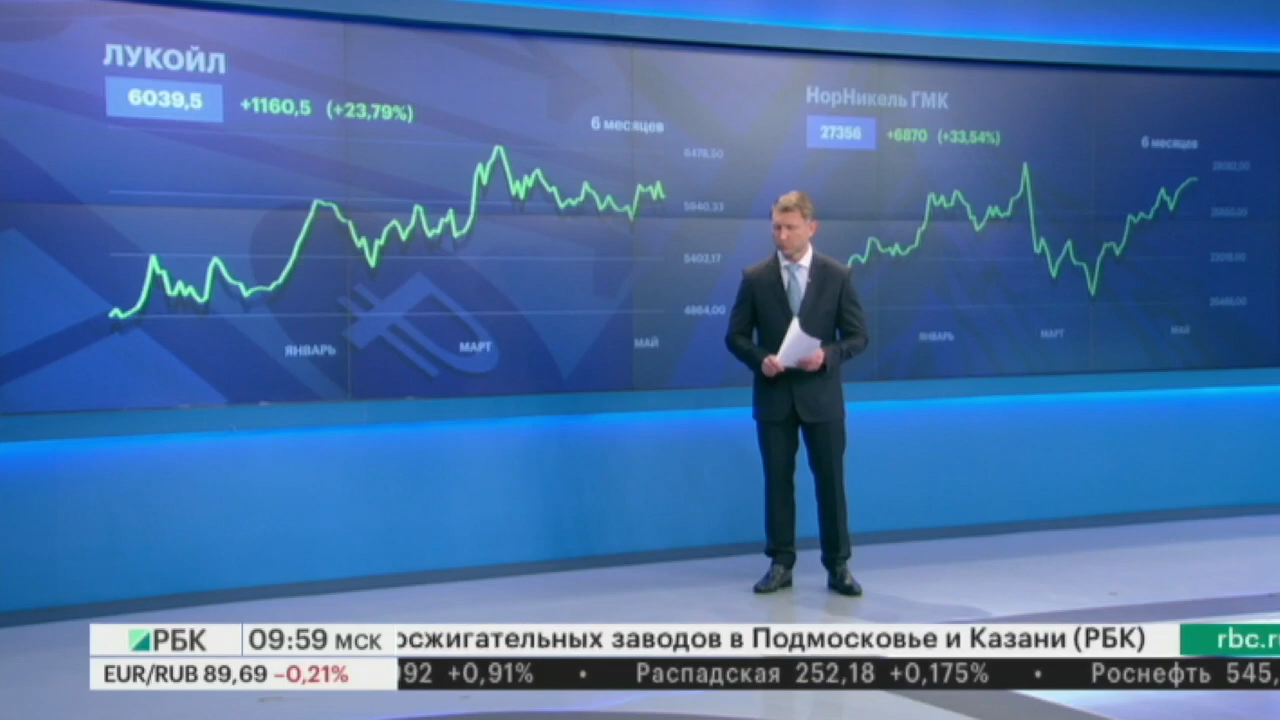 ЛУКОЙЛ
6039,5 +1160,5 (+23,79%)
6 месяцев
6478,50
5940,33
5402,17
4864,00
ЯНВАРЬ МАРТ МАЙ
НорНикель ГМК
27356 +6870 (+33,54%)
6 месяцев
ЯНВАРЬ МАРТ МАЙ
РБК 09:59 МСК осжигательных заводов в Подмосковье и Казани (РБК) rbc.ru
EUR/RUB 89,69 −0,21% 92 +0,91% • Распадская 252,18 +0,175% • Роснефть 545,